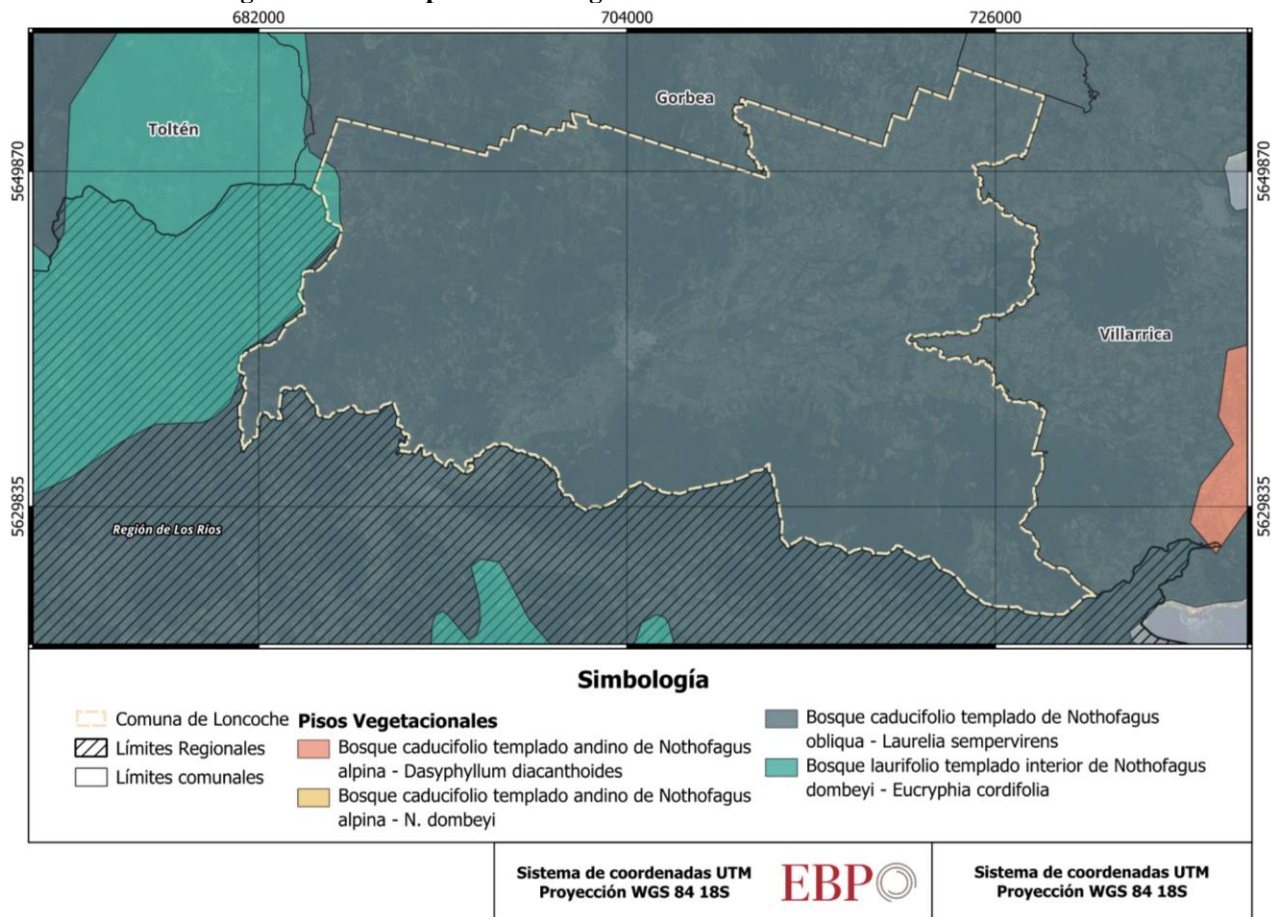 682000
704000
726000
Toltén
Gorbea
5649870
5649870
Villarrica
5629835
5629835
Región de Los Ríos
Simbología
Comuna de Loncoche
Límites Regionales
Límites comunales
Pisos Vegetacionales
Bosque caducifolio templado andino de Nothofagus
alpina - Dasyphyllum diacanthoides
Bosque caducifolio templado andino de Nothofagus
alpina - N. dombeyi
Bosque caducifolio templado de Nothofagus
obliqua - Laurelia sempervirens
Bosque laurifolio templado interior de Nothofagus
dombeyi - Eucryphia cordifolia
Sistema de coordenadas UTM
Proyección WGS 84 18S
EBP
Sistema de coordenadas UTM
Proyección WGS 84 18S